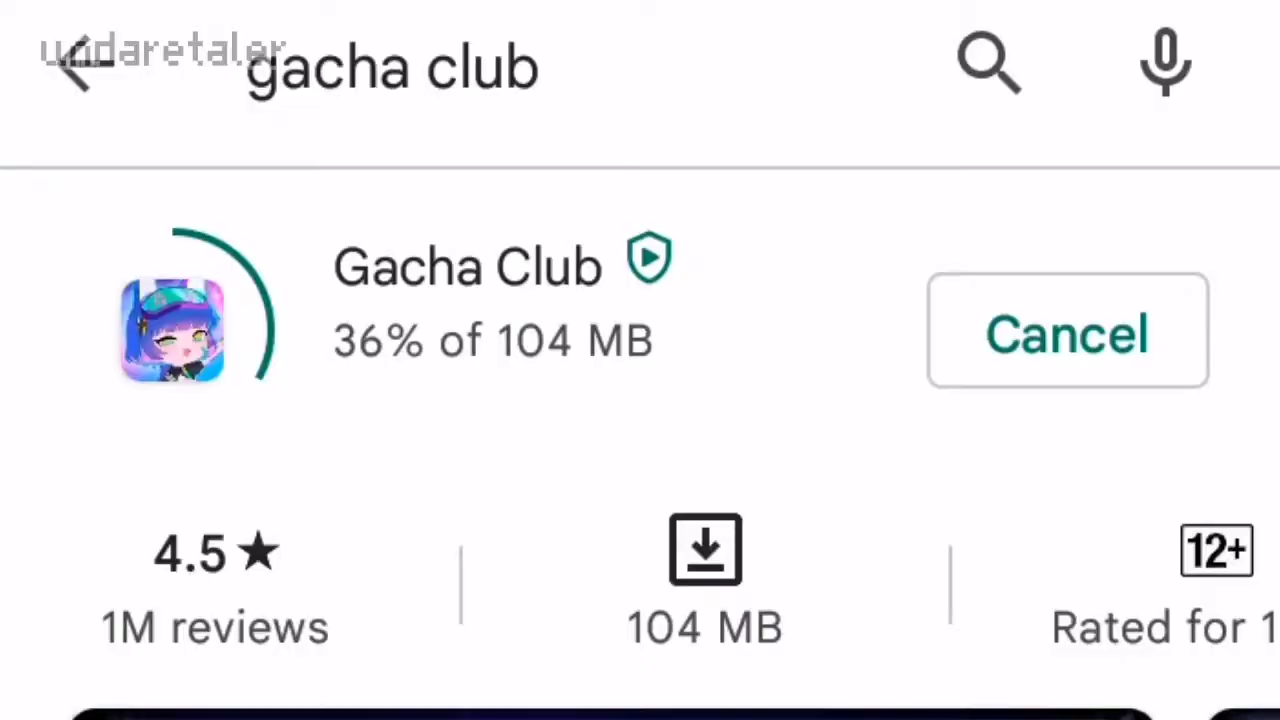 undaretaler
gacha club
Gacha Club
36% of 104 MB
Cancel
4.5★
1M reviews
104 MB
12+
Rated for 1